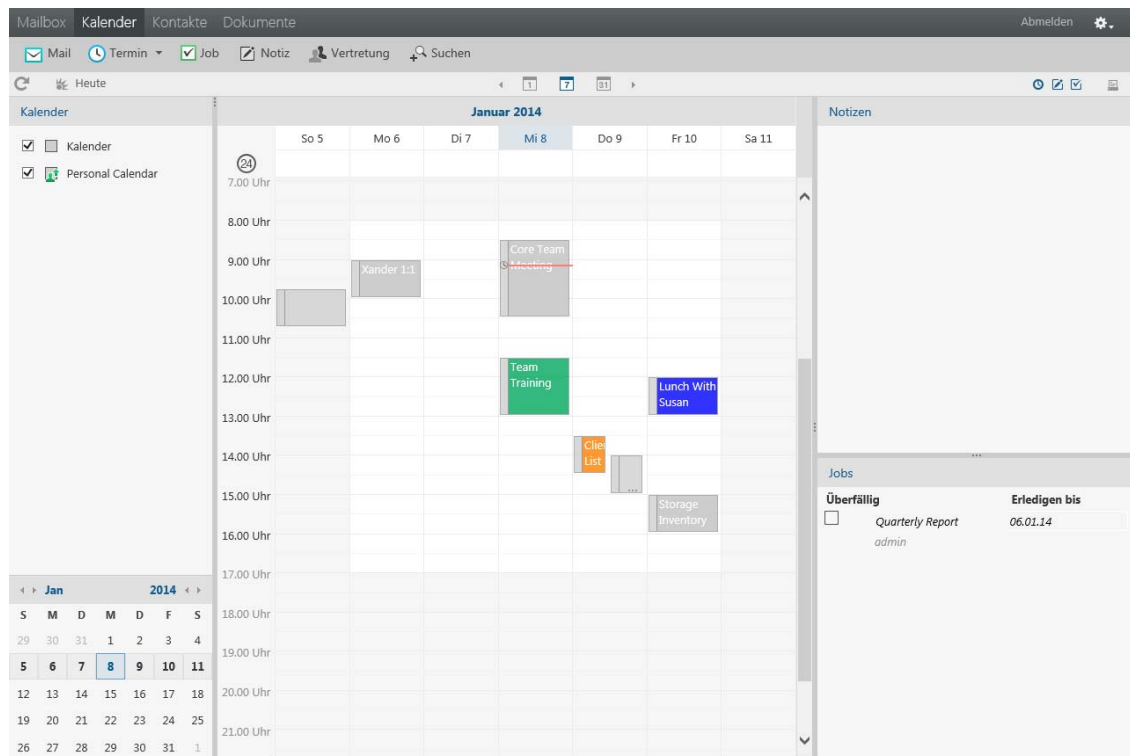 Mailbox Kalender Kontakte Dokumente Abmelden
Mail Termin Job Notiz Vertretung Suchen
Heute 1 7 31
Kalender
Kalender
Personal Calendar
Januar 2014
So 5 Mo 6 Di 7 Mi 8 Do 9 Fr 10 Sa 11
24
7.00 Uhr
8.00 Uhr
9.00 Uhr
10.00 Uhr
11.00 Uhr
12.00 Uhr
13.00 Uhr
14.00 Uhr
15.00 Uhr
16.00 Uhr
17.00 Uhr
18.00 Uhr
19.00 Uhr
20.00 Uhr
21.00 Uhr
Xander 1:1
Core Team
Meeting
Team
Training
List
...
Lunch With
Susan
Storage
Inventory
Notizen
Jobs
Überfällig Erledigen bis
Quarterly Report 06.01.14
admin
Jan 2014
S M D M D F S
29 30 31 1 2 3 4
5 6 7 8 9 10 11
12 13 14 15 16 17 18
19 20 21 22 23 24 25
26 27 28 29 30 31 1